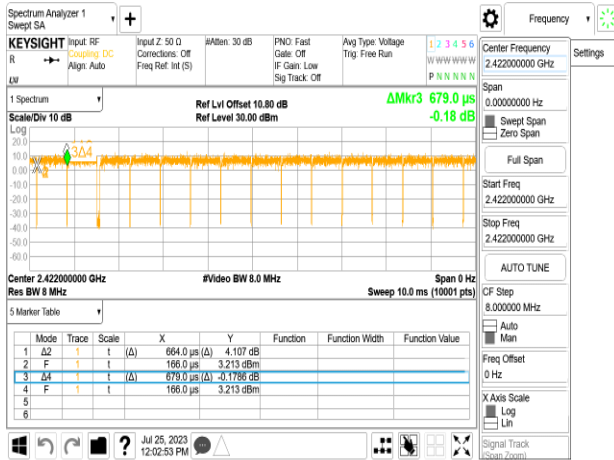 Spectrum Analyzer 1
Swept SA
Frequency
KEYSIGHT
R
Input: RF
Coupling: DC
Align: Auto
Input Z: 50 Ω
Corrections: Off
Freq Ref: Int (S)
#Atten: 30 dB
PNO: Fast
Gate: Off
IF Gain: Low
Sig Track: Off
Avg Type: Voltage
Trig: Free Run
1 2 3 4 5 6
W W W W W W
P N N N N N
Settings
Center Frequency
2.422000000 GHz
Span
0.00000000 Hz
Swept Span
Zero Span
Full Span
Start Freq
2.422000000 GHz
Stop Freq
2.422000000 GHz
AUTO TUNE
CF Step
8.000000 MHz
Auto
Man
Freq Offset
0 Hz
X Axis Scale
Log
Lin
Signal Track
(Span Zoom)
1 Spectrum
Scale/Div 10 dB
Ref Lvl Offset 10.80 dB
Ref Level 30.00 dBm
ΔMkr3 679.0 µs
-0.18 dB
Log
20.0
10.0
0.00
-10.0
-20.0
-30.0
-40.0
-50.0
-60.0
3Δ4
Center 2.422000000 GHz
Res BW 8 MHz
#Video BW 8.0 MHz
Span 0 Hz
Sweep 10.0 ms (10001 pts)
5 Marker Table
Mode Trace Scale X Y Function Function Width Function Value
1 Δ2 1 t (Δ) 664.0 µs (Δ) 4.107 dB
2 F 1 t 166.0 µs 3.213 dBm
3 Δ4 1 t (Δ) 679.0 µs (Δ) -0.1786 dB
4 F 1 t 166.0 µs 3.213 dBm
5
6
?
Jul 25, 2023
12:02:53 PM